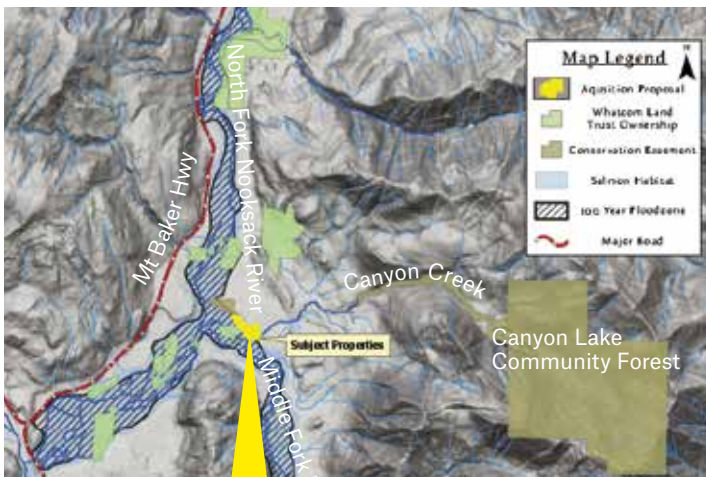 Map Legend
N
Aqusition Proposal
Whatcom Land
Trust Ownership
Conservation Easement
Salmon Habitat
100 Year Floodzone
Major Road
North Fork Nooksack River
Mt Baker Hwy
Canyon Creek
Canyon Lake
Community Forest
Subject Properties
Middle Fork